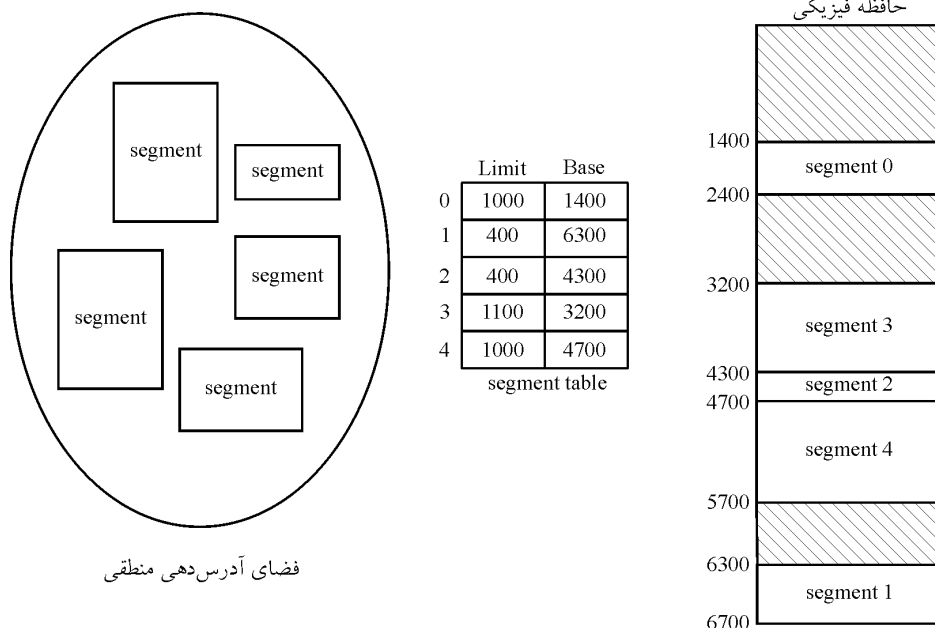 segment
segment
segment
segment
segment
فضای آدرس‌دهی منطقی
Limit Base
0 1000 1400
1 400 6300
2 400 4300
3 1100 3200
4 1000 4700
segment table
حافظه فیزیکی
1400
segment 0
2400
3200
segment 3
4300
segment 2
4700
segment 4
5700
6300
segment 1
6700